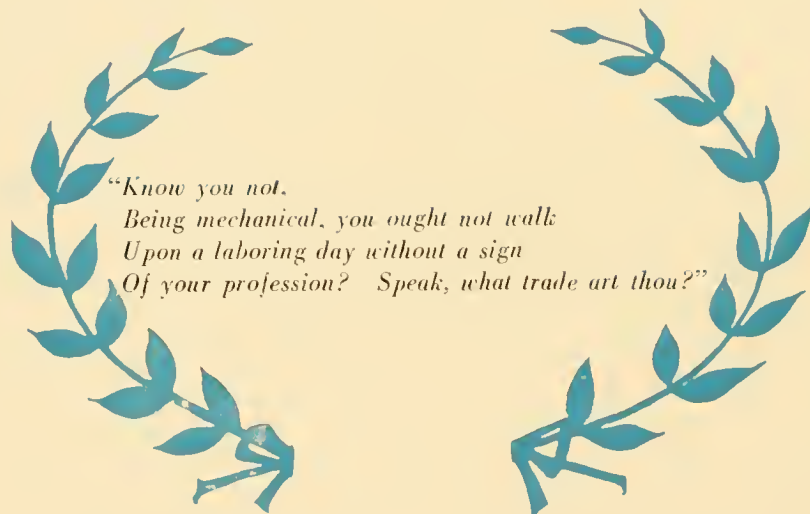 “Know you not,
Being mechanical, you ought not walk
Upon a laboring day without a sign
Of your profession? Speak, what trade art thou?”